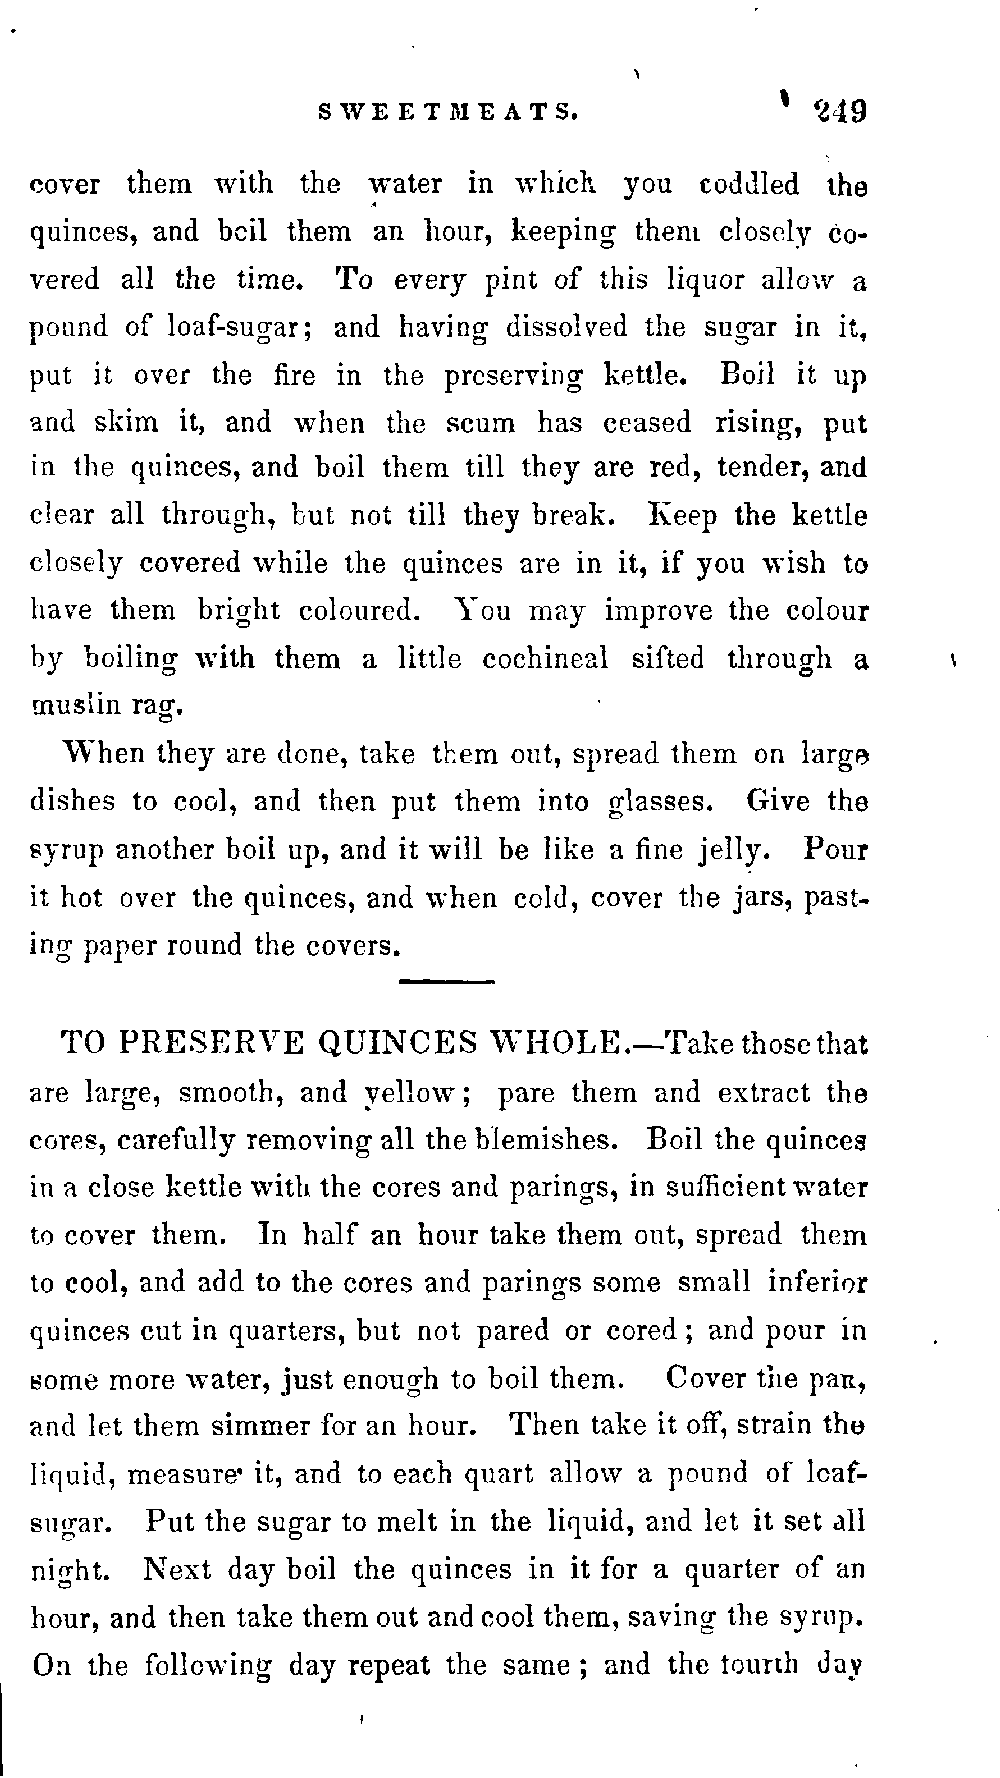 SWEETMEATS. 249
cover them with the water in which you coddled the
quinces, and boil them an hour, keeping them closely co-
vered all the time. To every pint of this liquor allow a
pound of loaf-sugar; and having dissolved the sugar in it,
put it over the fire in the preserving kettle. Boil it up
and skim it, and when the scum has ceased rising, put
in the quinces, and boil them till they are red, tender, and
clear all through, but not till they break. Keep the kettle
closely covered while the quinces are in it, if you wish to
have them bright coloured. You may improve the colour
by boiling with them a little cochineal sifted through a
muslin rag.
When they are done, take them out, spread them on large
dishes to cool, and then put them into glasses. Give the
syrup another boil up, and it will be like a fine jelly. Pour
it hot over the quinces, and when cold, cover the jars, past-
ing paper round the covers.
TO PRESERVE QUINCES WHOLE.—Take those that
are large, smooth, and yellow; pare them and extract the
cores, carefully removing all the blemishes. Boil the quinces
in a close kettle with the cores and parings, in sufficient water
to cover them. In half an hour take them out, spread them
to cool, and add to the cores and parings some small inferior
quinces cut in quarters, but not pared or cored; and pour in
some more water, just enough to boil them. Cover the pan,
and let them simmer for an hour. Then take it off, strain the
liquid, measure it, and to each quart allow a pound of loaf-
sugar. Put the sugar to melt in the liquid, and let it set all
night. Next day boil the quinces in it for a quarter of an
hour, and then take them out and cool them, saving the syrup.
On the following day repeat the same; and the fourth day